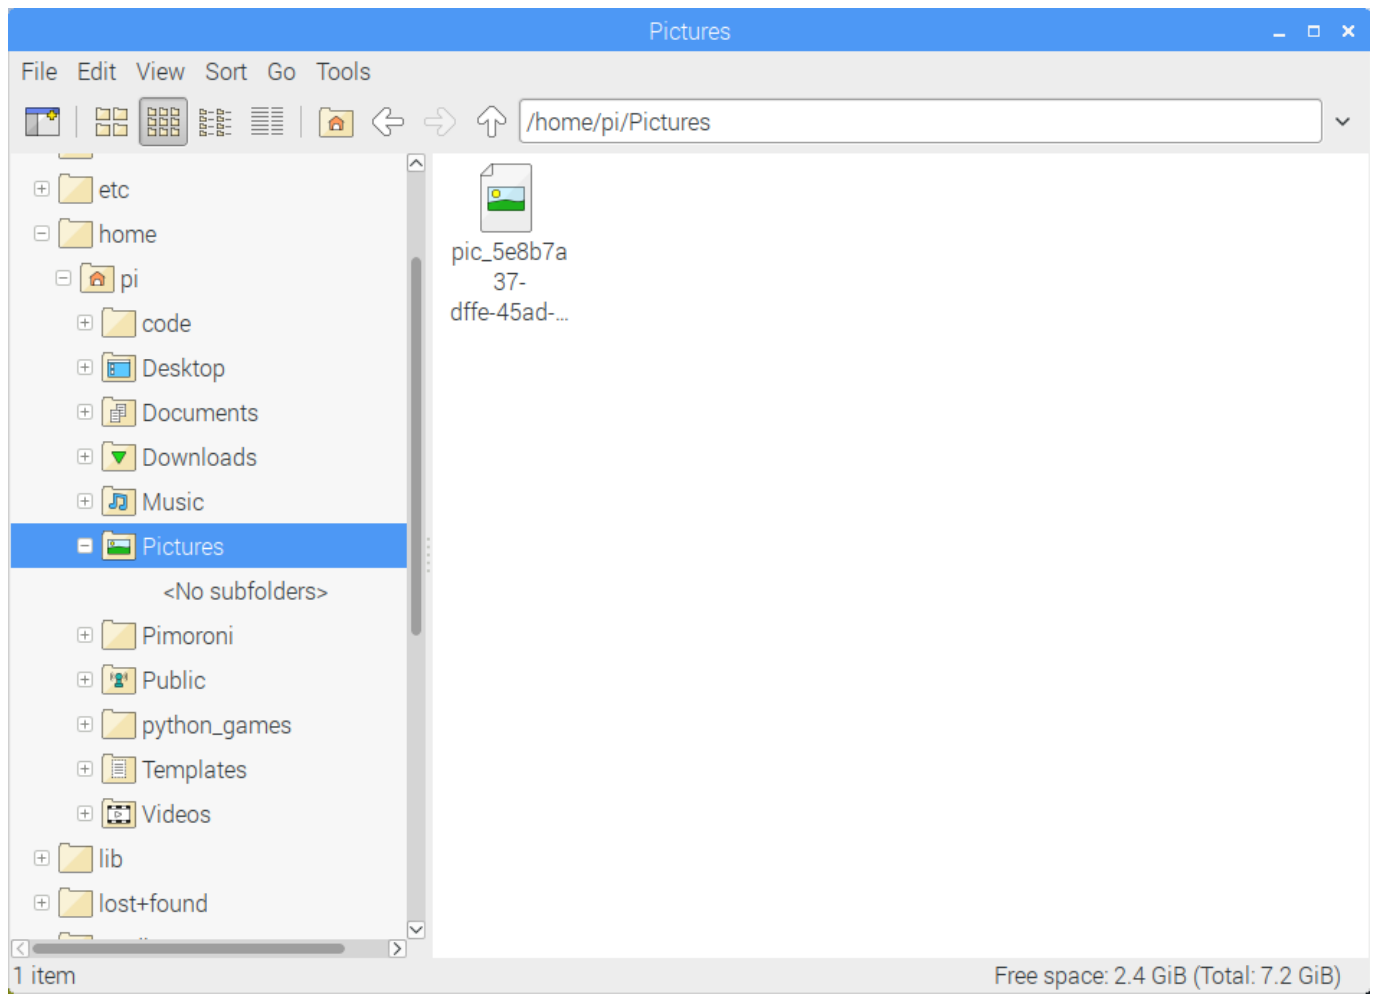 Pictures
File Edit View Sort Go Tools
/home/pi/Pictures
etc
home
pi
code
Desktop
Documents
Downloads
Music
Pictures
<No subfolders>
Pimoroni
Public
python_games
Templates
Videos
lib
lost+found
pic_5e8b7a
37-
dffe-45ad-...
1 item
Free space: 2.4 GiB (Total: 7.2 GiB)